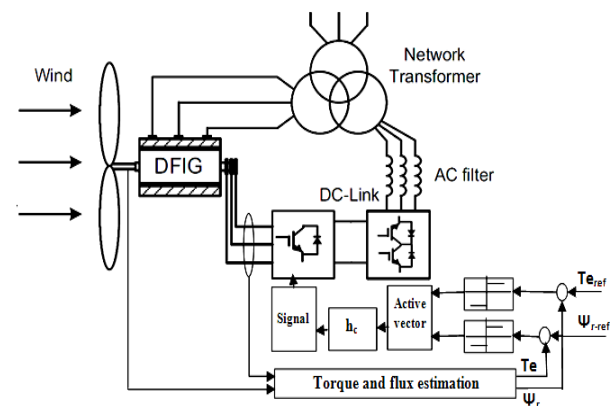 Network
Transformer
Wind
DFIG
AC filter
DC-Link
Te_ref
Signal
h_c
Active
vector
Ψ_r-ref
Te
Torque and flux estimation
Ψ_r